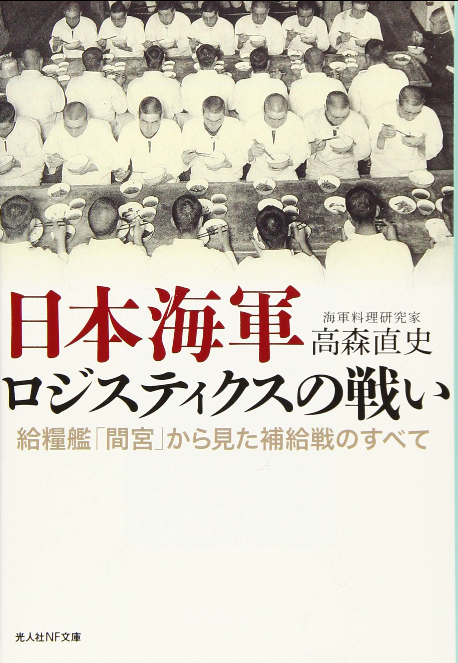 日本海軍
海軍料理研究家
高森直史
ロジスティクスの戦い
給糧艦「間宮」から見た補給戦のすべて
光人社NF文庫